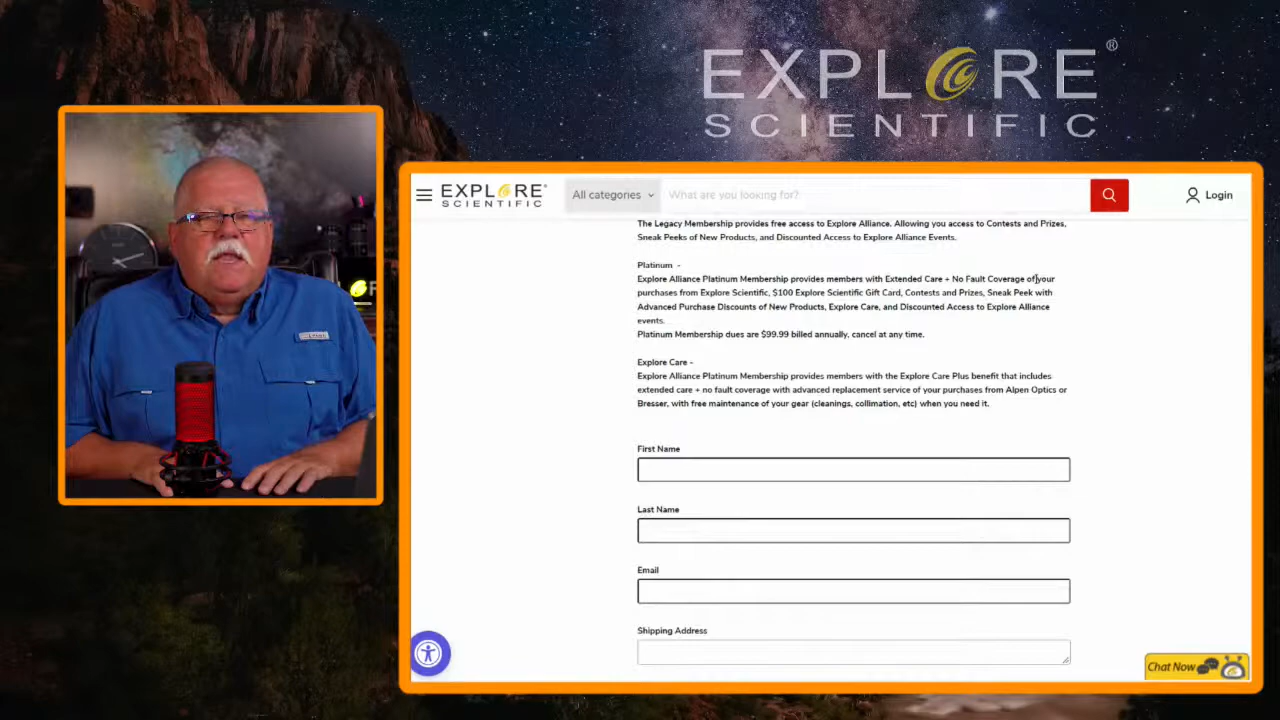 EXPLORE ®
SCIENTIFIC
EXPLORE
SCIENTIFIC
All categories
What are you looking for?
Login
The Legacy Membership provides free access to Explore Alliance. Allowing you access to Contests and Prizes,
Sneak Peeks of New Products, and Discounted Access to Explore Alliance Events.
Platinum -
Explore Alliance Platinum Membership provides members with Extended Care + No Fault Coverage of your
purchases from Explore Scientific, $100 Explore Scientific Gift Card, Contests and Prizes, Sneak Peek with
Advanced Purchase Discounts of New Products, Explore Care, and Discounted Access to Explore Alliance
events.
Platinum Membership dues are $99.99 billed annually, cancel at any time.
Explore Care -
Explore Alliance Platinum Membership provides members with the Explore Care Plus benefit that includes
extended care + no fault coverage with advanced replacement service of your purchases from Alpen Optics or
Bresser, with free maintenance of your gear (cleanings, collimation, etc) when you need it.
First Name
Last Name
Email
Shipping Address
Chat Now